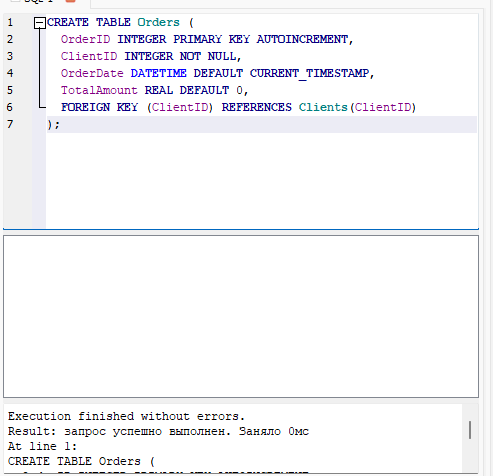 SQL 1
1 CREATE TABLE Orders (
2 OrderID INTEGER PRIMARY KEY AUTOINCREMENT,
3 ClientID INTEGER NOT NULL,
4 OrderDate DATETIME DEFAULT CURRENT_TIMESTAMP,
5 TotalAmount REAL DEFAULT 0,
6 FOREIGN KEY (ClientID) REFERENCES Clients(ClientID)
7 );
Execution finished without errors.
Result: запрос успешно выполнен. Заняло 0мс
At line 1:
CREATE TABLE Orders (